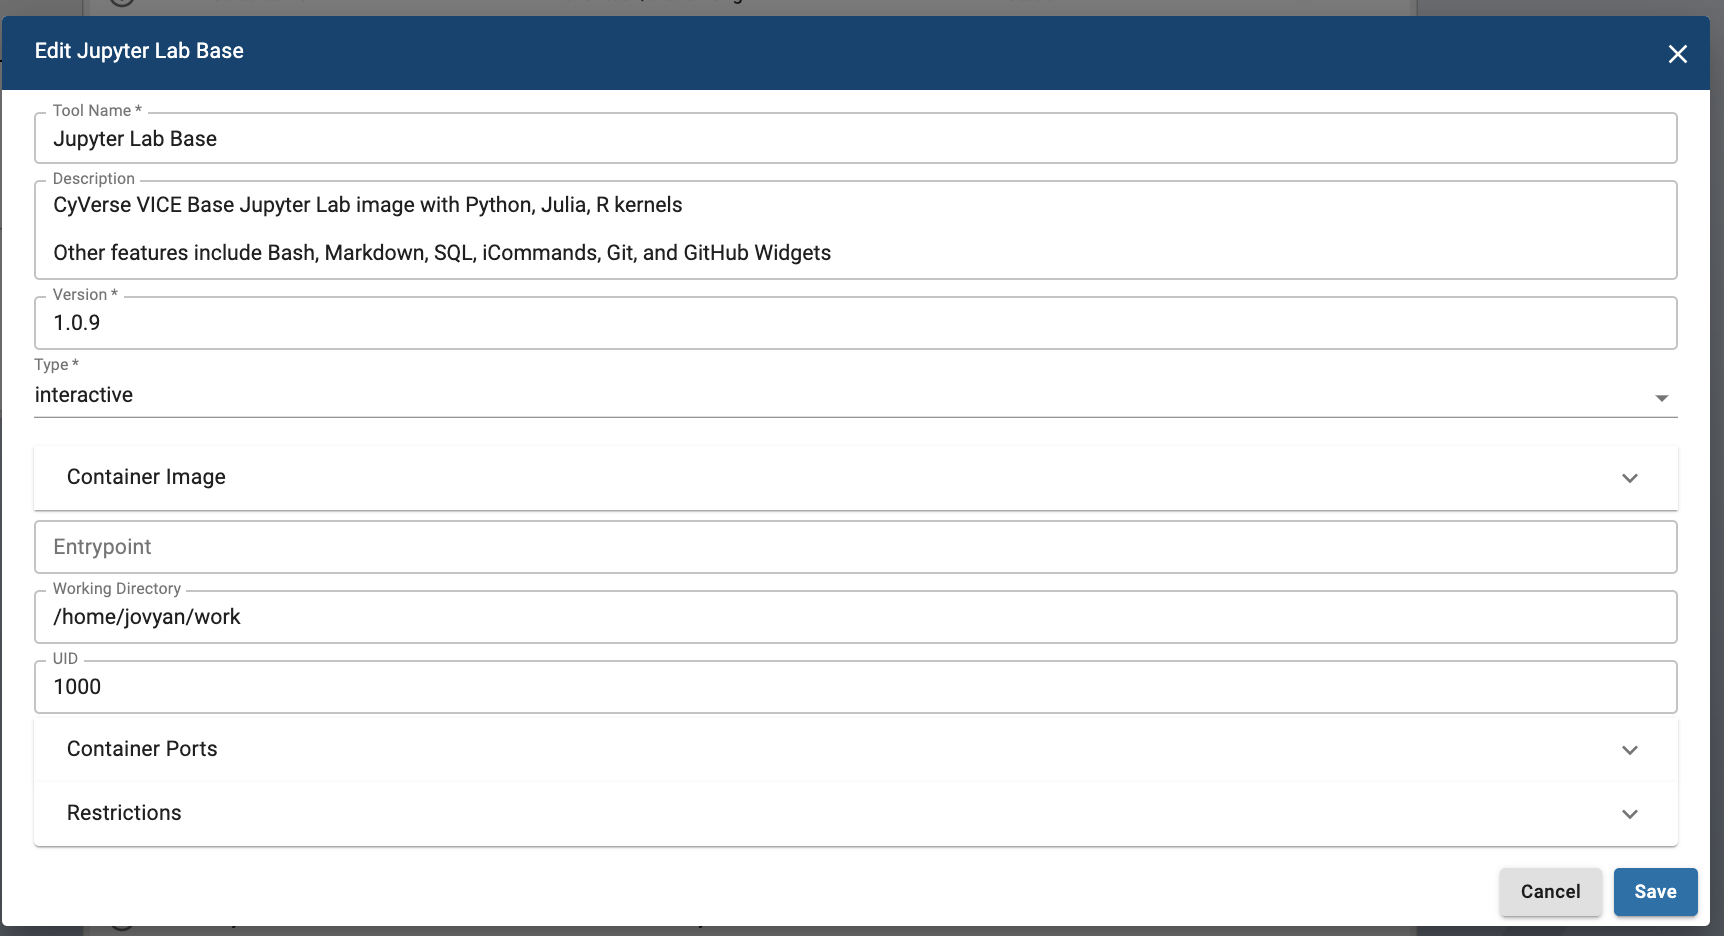 Edit Jupyter Lab Base
Tool Name *
Jupyter Lab Base
Description
CyVerse VICE Base Jupyter Lab image with Python, Julia, R kernels
Other features include Bash, Markdown, SQL, iCommands, Git, and GitHub Widgets
Version *
1.0.9
Type *
interactive
Container Image
Entrypoint
Working Directory
/home/jovyan/work
UID
1000
Container Ports
Restrictions
Cancel
Save